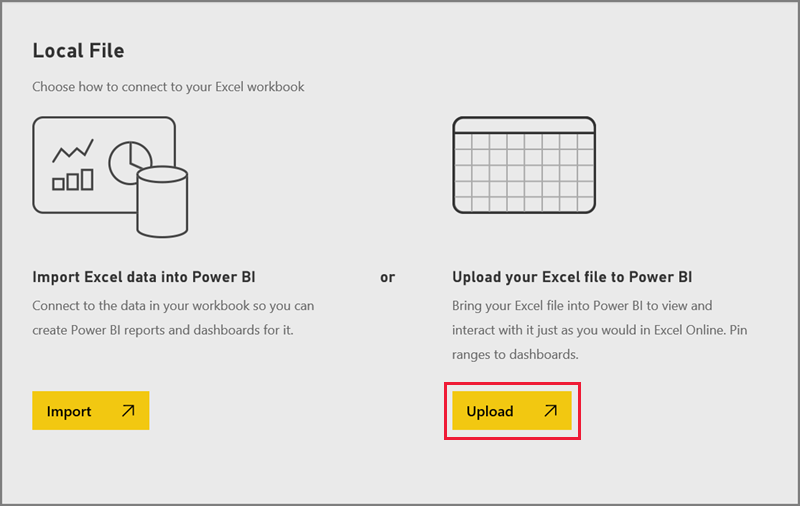 Local File
Choose how to connect to your Excel workbook
Import Excel data into Power BI
Connect to the data in your workbook so you can
create Power BI reports and dashboards for it.
Import
or
Upload your Excel file to Power BI
Bring your Excel file into Power BI to view and
interact with it just as you would in Excel Online. Pin
ranges to dashboards.
Upload